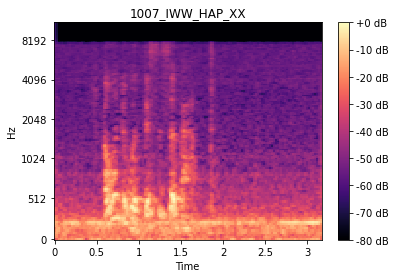 1007_IWW_HAP_XX
+0 dB
8192
-10 dB
4096
-20 dB
-30 dB
2048
Hz
-40 dB
1024
-50 dB
512
-60 dB
-70 dB
0
-80 dB
0 0.5 1 1.5 2 2.5 3
Time